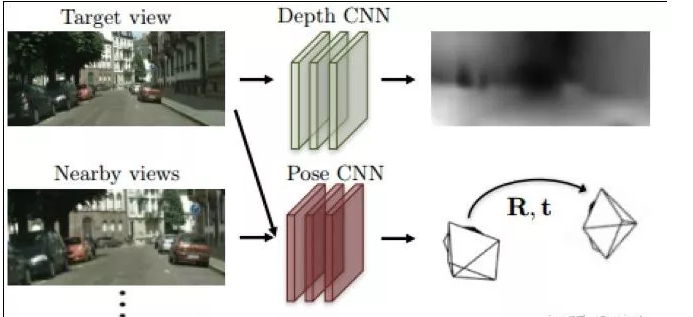 Target view
Depth CNN
Nearby views
Pose CNN
R, t